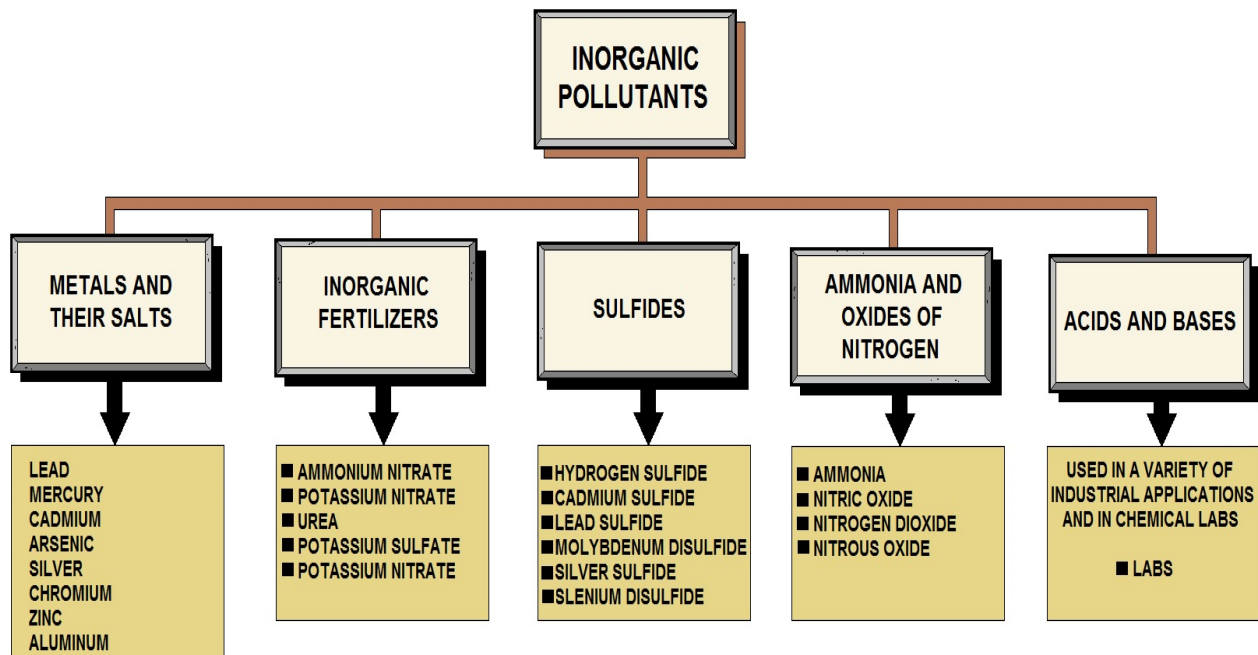 INORGANIC
POLLUTANTS
METALS AND
THEIR SALTS
INORGANIC
FERTILIZERS
SULFIDES
AMMONIA AND
OXIDES OF
NITROGEN
ACIDS AND BASES
LEAD
MERCURY
CADMIUM
ARSENIC
SILVER
CHROMIUM
ZINC
ALUMINUM
■ AMMONIUM NITRATE
■ POTASSIUM NITRATE
■ UREA
■ POTASSIUM SULFATE
■ POTASSIUM NITRATE
■ HYDROGEN SULFIDE
■ CADMIUM SULFIDE
■ LEAD SULFIDE
■ MOLYBDENUM DISULFIDE
■ SILVER SULFIDE
■ SLENIUM DISULFIDE
■ AMMONIA
■ NITRIC OXIDE
■ NITROGEN DIOXIDE
■ NITROUS OXIDE
USED IN A VARIETY OF
INDUSTRIAL APPLICATIONS
AND IN CHEMICAL LABS
■ LABS